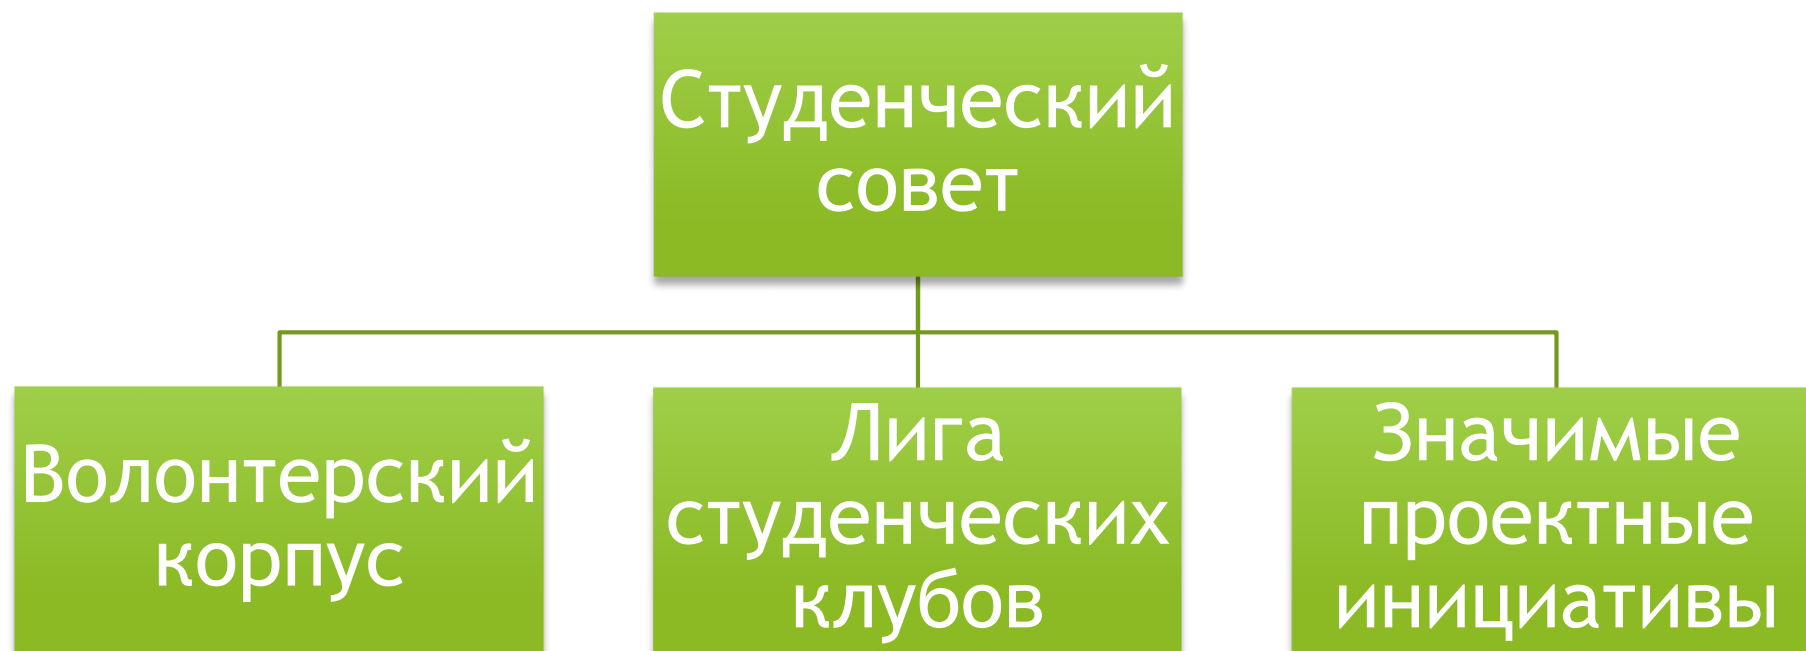 Студенческий
совет
Волонтерский
корпус
Лига
студенческих
клубов
Значимые
проектные
инициативы